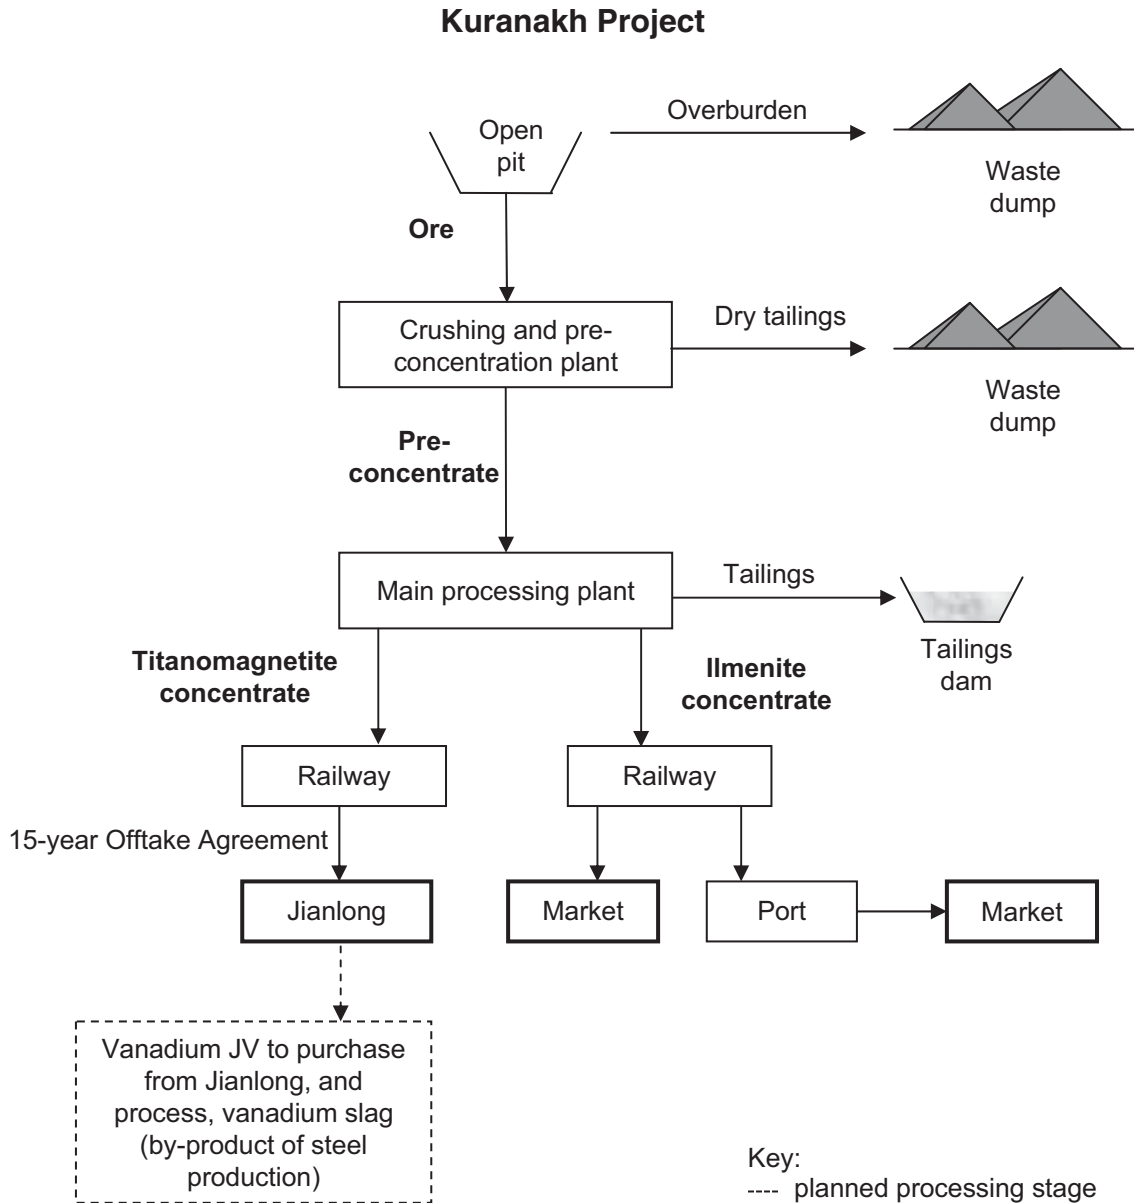 Kuranakh Project
Open
pit
Overburden
Waste
dump
Ore
Crushing and pre-
concentration plant
Dry tailings
Waste
dump
Pre-
concentrate
Main processing plant
Tailings
Tailings
dam
Titanomagnetite
concentrate
Ilmenite
concentrate
Railway
Railway
15-year Offtake Agreement
Jianlong
Market
Port
Market
Vanadium JV to purchase
from Jianlong, and
process, vanadium slag
(by-product of steel
production)
Key:
---- planned processing stage